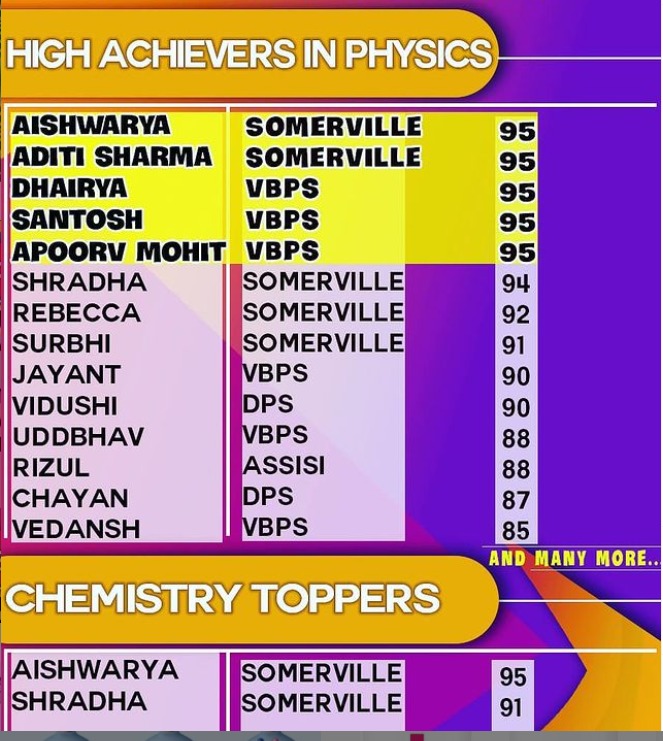 HIGH ACHIEVERS IN PHYSICS
AISHWARYA SOMERVILLE 95
ADITI SHARMA SOMERVILLE 95
DHAIRYA VBPS 95
SANTOSH VBPS 95
APOORV MOHIT VBPS 95
SHRADHA SOMERVILLE 94
REBECCA SOMERVILLE 92
SURBHI SOMERVILLE 91
JAYANT VBPS 90
VIDUSHI DPS 90
UDDBHAV VBPS 88
RIZUL ASSISI 88
CHAYAN DPS 87
VEDANSH VBPS 85
AND MANY MORE...
CHEMISTRY TOPPERS
AISHWARYA SOMERVILLE 95
SHRADHA SOMERVILLE 91